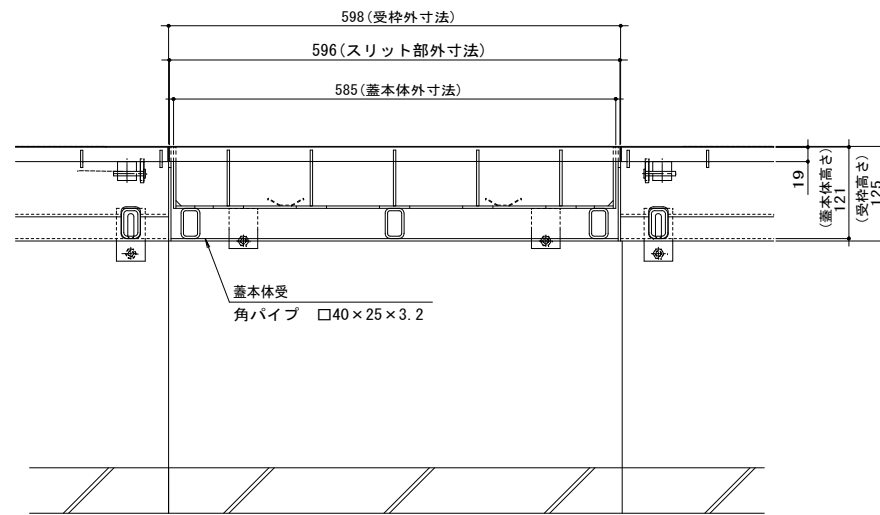 598(受枠外寸法)
596(スリット部外寸法)
585(蓋本体外寸法)
19
(蓋本体高さ)
121
(受枠高さ)
125
蓋本体受
角パイプ　□40×25×3.2